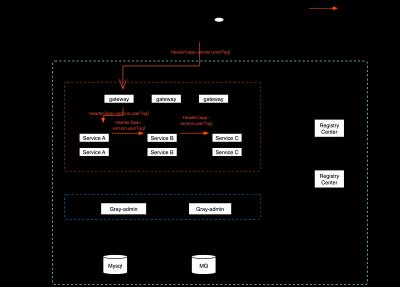 Header(app-version,userTag)
gateway gateway gateway
Header(app-version,userTag)
Header(app-
version,userTag)
Header(app-
version,userTag)
Service A Service B Service C
Service A Service B Service C
Registry
Center
Registry
Center
Gray-admin Gray-admin
Mysql MQ